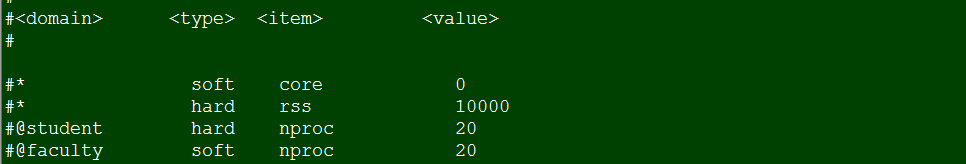 #<domain> <type> <item> <value>
#
#* soft core 0
#* hard rss 10000
#@student hard nproc 20
#@faculty soft nproc 20